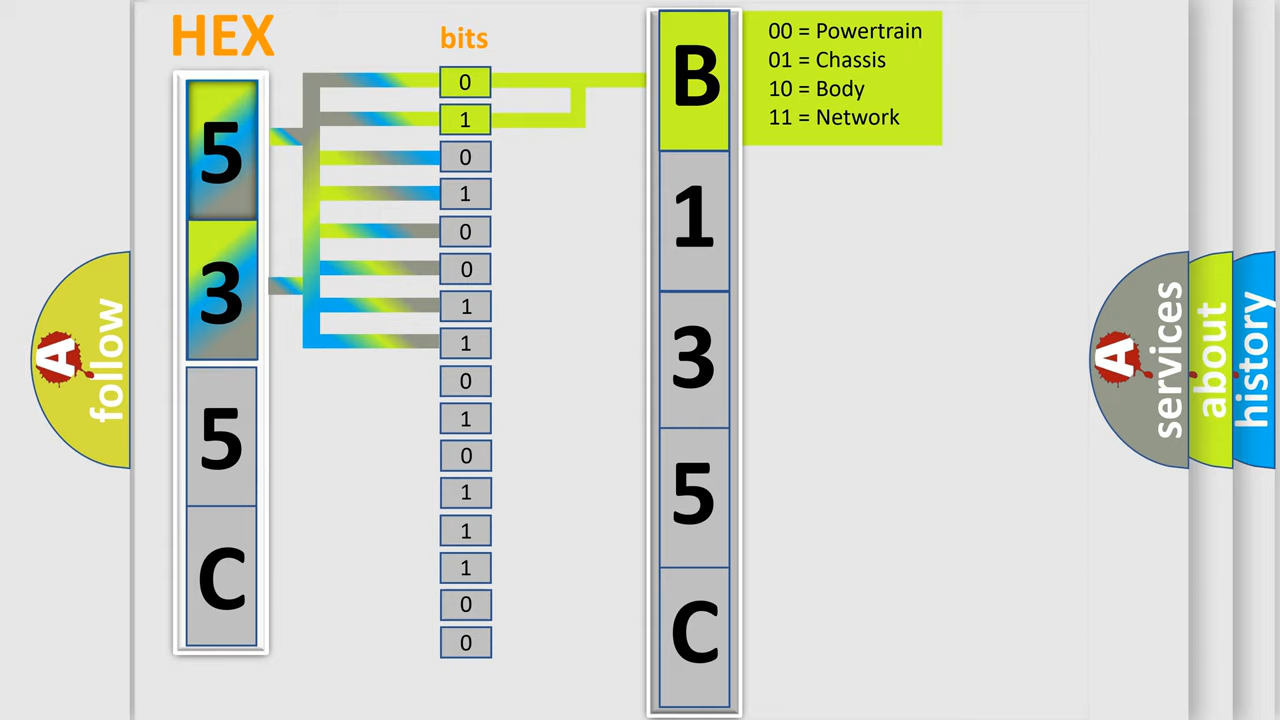 HEX
bits
5
3
5
C
0
1
0
1
0
0
1
1
0
1
0
1
1
1
0
0
B
1
3
5
C
00 = Powertrain
01 = Chassis
10 = Body
11 = Network
A
follow
A
services
about
history